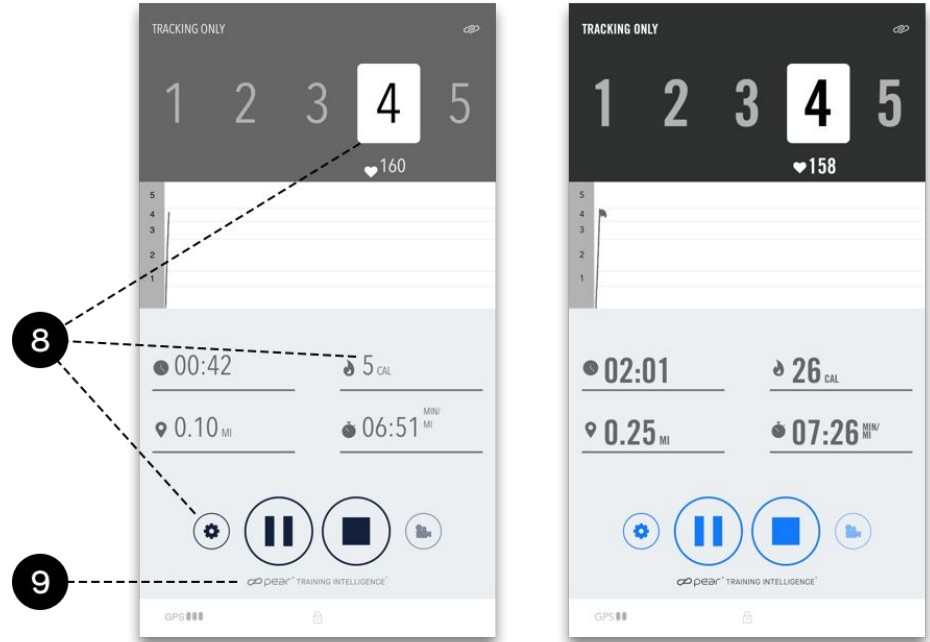 TRACKING ONLY
1 2 3 4 5
160
5
4
3
2
1
00:42
5 CAL
0.10 MI
06:51 MIN/
MI
pear TRAINING INTELLIGENCE
GPS
8
9
TRACKING ONLY
1 2 3 4 5
158
5
4
3
2
1
02:01
26 CAL
0.25 MI
07:26 MIN/
MI
pear TRAINING INTELLIGENCE
GPS